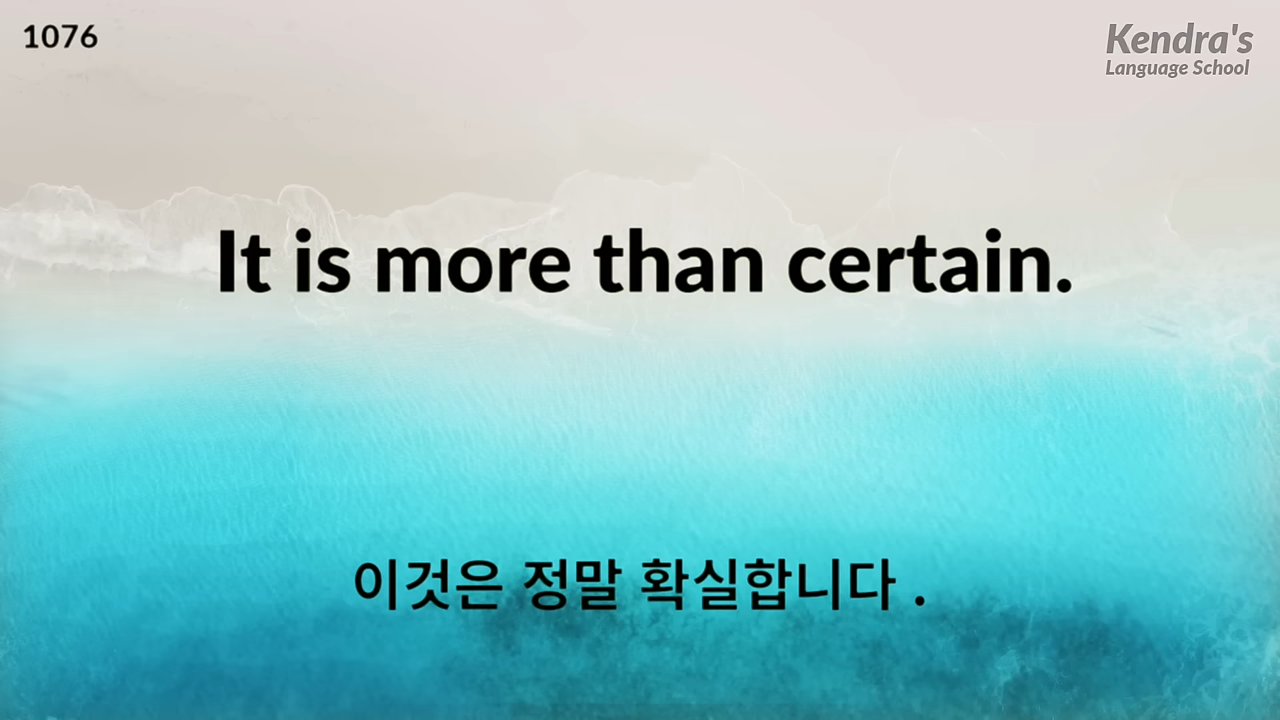 1076
Kendra's
Language School
It is more than certain.
이것은 정말 확실합니다 .